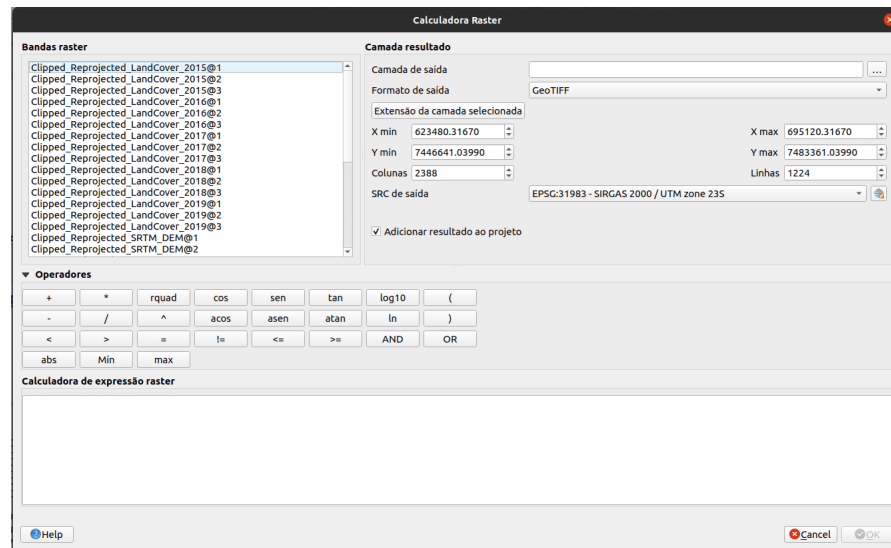 Calculadora Raster
Bandas raster
Clipped_Reprojected_LandCover_2015@1
Clipped_Reprojected_LandCover_2015@2
Clipped_Reprojected_LandCover_2015@3
Clipped_Reprojected_LandCover_2016@1
Clipped_Reprojected_LandCover_2016@2
Clipped_Reprojected_LandCover_2016@3
Clipped_Reprojected_LandCover_2017@1
Clipped_Reprojected_LandCover_2017@2
Clipped_Reprojected_LandCover_2017@3
Clipped_Reprojected_LandCover_2018@1
Clipped_Reprojected_LandCover_2018@2
Clipped_Reprojected_LandCover_2018@3
Clipped_Reprojected_LandCover_2019@1
Clipped_Reprojected_LandCover_2019@2
Clipped_Reprojected_LandCover_2019@3
Clipped_Reprojected_SRTM_DEM@1
Clipped_Reprojected_SRTM_DEM@2
Camada resultado
Camada de saída ...
Formato de saída GeoTIFF
Extensão da camada selecionada
X min 623480.31670 X max 695120.31670
Y min 7446641.03990 Y max 7483361.03990
Colunas 2388 Linhas 1224
SRC de saída EPSG:31983 - SIRGAS 2000 / UTM zone 23S
Adicionar resultado ao projeto
Operadores
+ * rquad cos sen tan log10 (
- / ^ acos asen atan ln )
< > = != <= >= AND OR
abs Mín max
Calculadora de expressão raster
Help Cancel OK